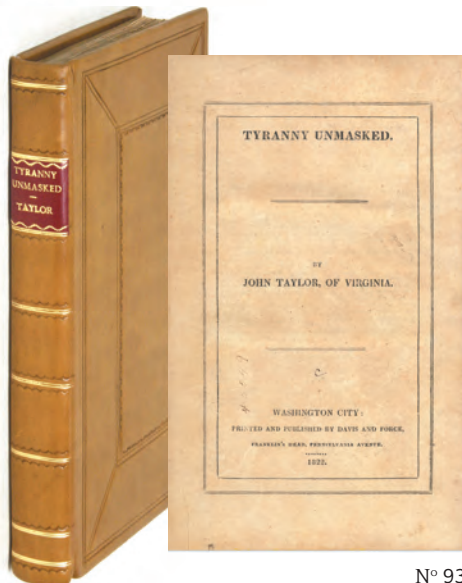 TYRANNY
UNMASKED
TAYLOR
TYRANNY UNMASKED.
BY
JOHN TAYLOR, OF VIRGINIA.
WASHINGTON CITY:
PRINTED AND PUBLISHED BY DAVIS AND FORCE,
FRANKLIN'S HEAD, PENNSYLVANIA AVENUE.
1822.
Nº 93